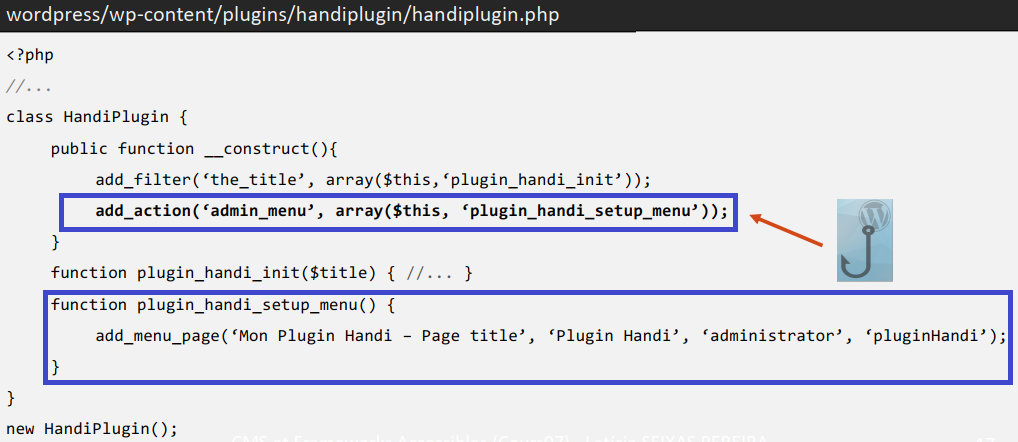 wordpress/wp-content/plugins/handiplugin/handiplugin.php
<?php
//...
class HandiPlugin {
public function __construct(){
add_filter(‘the_title’, array($this,‘plugin_handi_init’));
add_action(‘admin_menu’, array($this, ‘plugin_handi_setup_menu’));
}
function plugin_handi_init($title) { //... }
function plugin_handi_setup_menu() {
add_menu_page(‘Mon Plugin Handi – Page title’, ‘Plugin Handi’, ‘administrator’, ‘pluginHandi’);
}
}
new HandiPlugin();